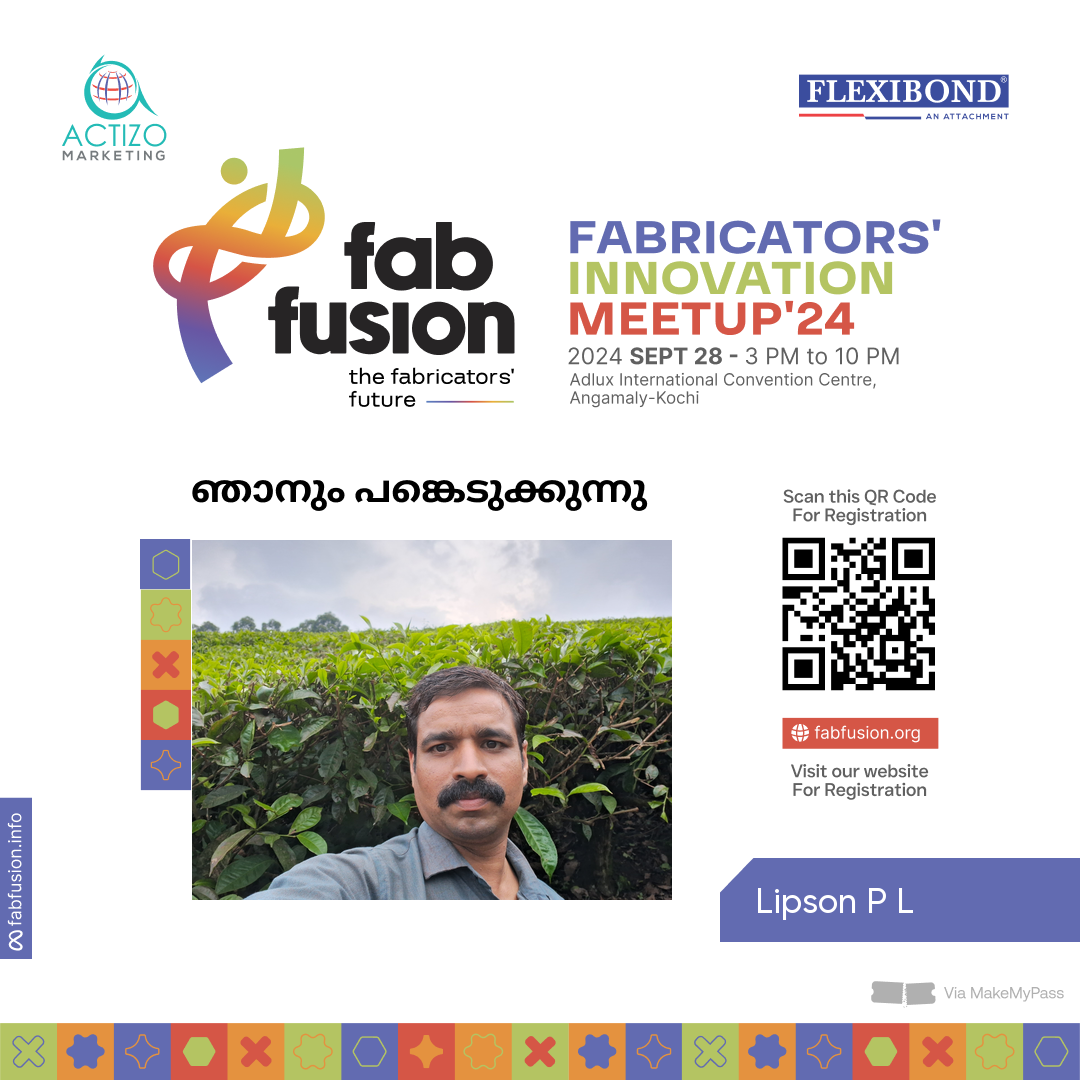 ACTIZO
MARKETING
FLEXIBOND®
AN ATTACHMENT
fab
fusion
the fabricators'
future
FABRICATORS'
INNOVATION
MEETUP'24
2024 SEPT 28 - 3 PM to 10 PM
Adlux International Convention Centre,
Angamaly-Kochi
ഞാനും പങ്കെടുക്കുന്നു
Scan this QR Code
For Registration
fabfusion.org
Visit our website
For Registration
fabfusion.info
Lipson P L
Via MakeMyPass